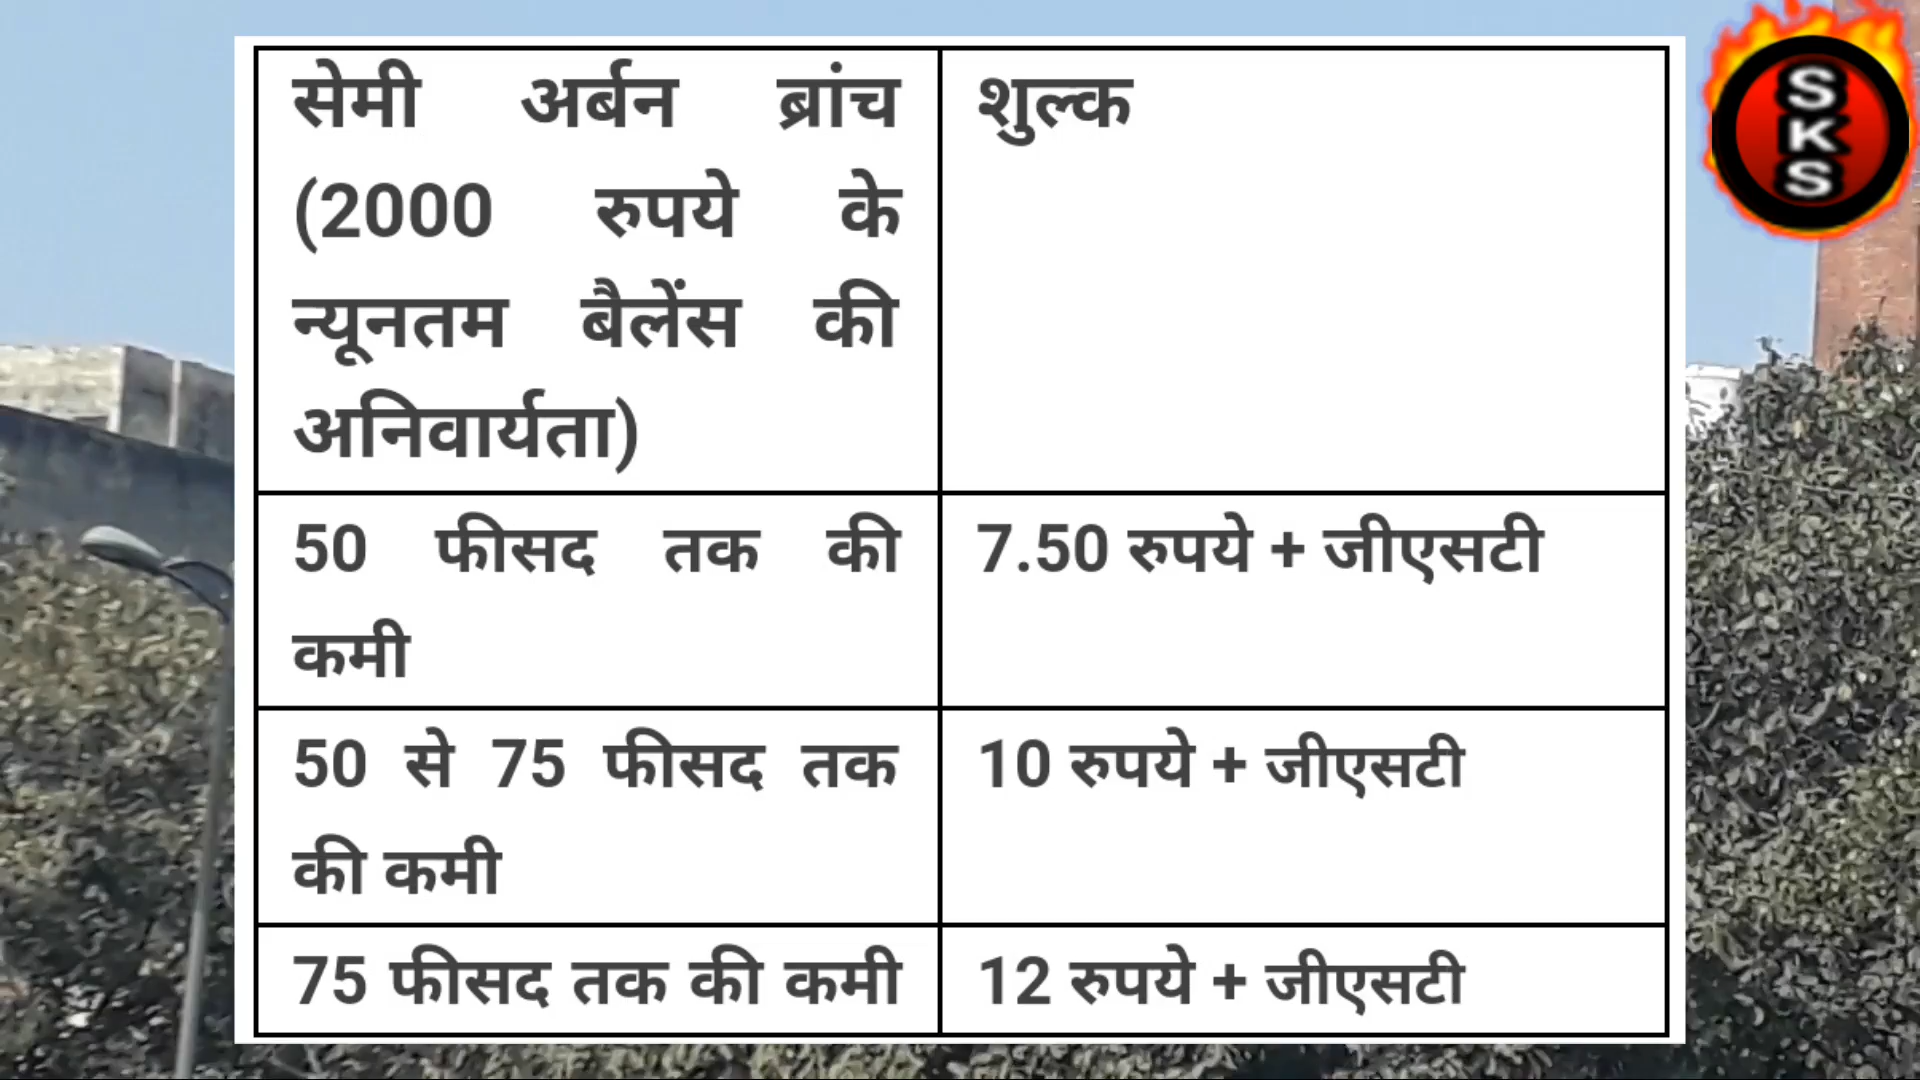 सेमी अर्बन ब्रांच
(2000 रुपये के
न्यूनतम बैलेंस की
अनिवार्यता)
शुल्क
50 फीसद तक की
कमी
7.50 रुपये + जीएसटी
50 से 75 फीसद तक
की कमी
10 रुपये + जीएसटी
75 फीसद तक की कमी
12 रुपये + जीएसटी
S
K
S